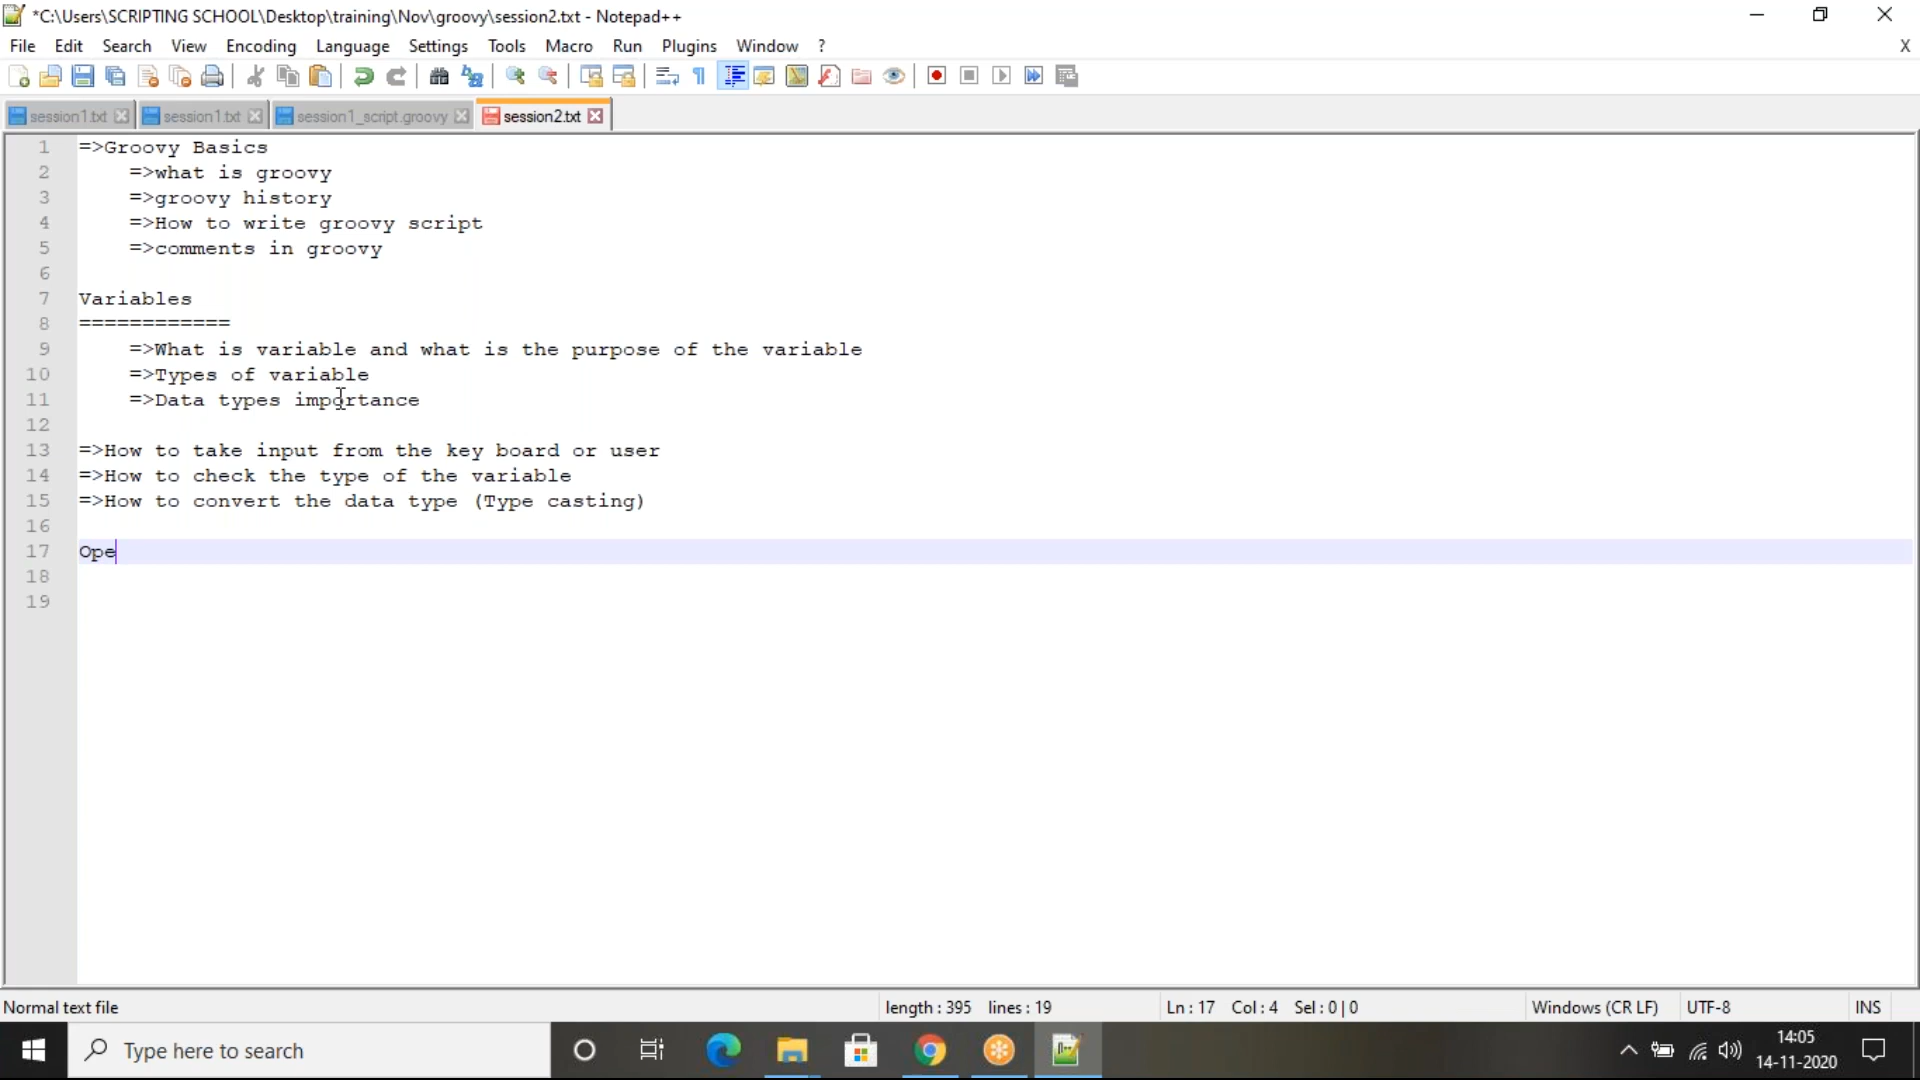 *C:\Users\SCRIPTING SCHOOL\Desktop\training\Nov\groovy\session2.txt - Notepad++
File Edit Search View Encoding Language Settings Tools Macro Run Plugins Window ? X
session1.txt session1.txt session1_script.groovy session2.txt
1 =>Groovy Basics
2 =>what is groovy
3 =>groovy history
4 =>How to write groovy script
5 =>comments in groovy
6
7 Variables
8 ============
9 =>What is variable and what is the purpose of the variable
10 =>Types of variable
11 =>Data types importance
12
13 =>How to take input from the key board or user
14 =>How to check the type of the variable
15 =>How to convert the data type (Type casting)
16
17 Ope
18
19
Normal text file length : 395 lines : 19 Ln : 17 Col : 4 Sel : 0 | 0 Windows (CR LF) UTF-8 INS
Type here to search
14:05
14-11-2020